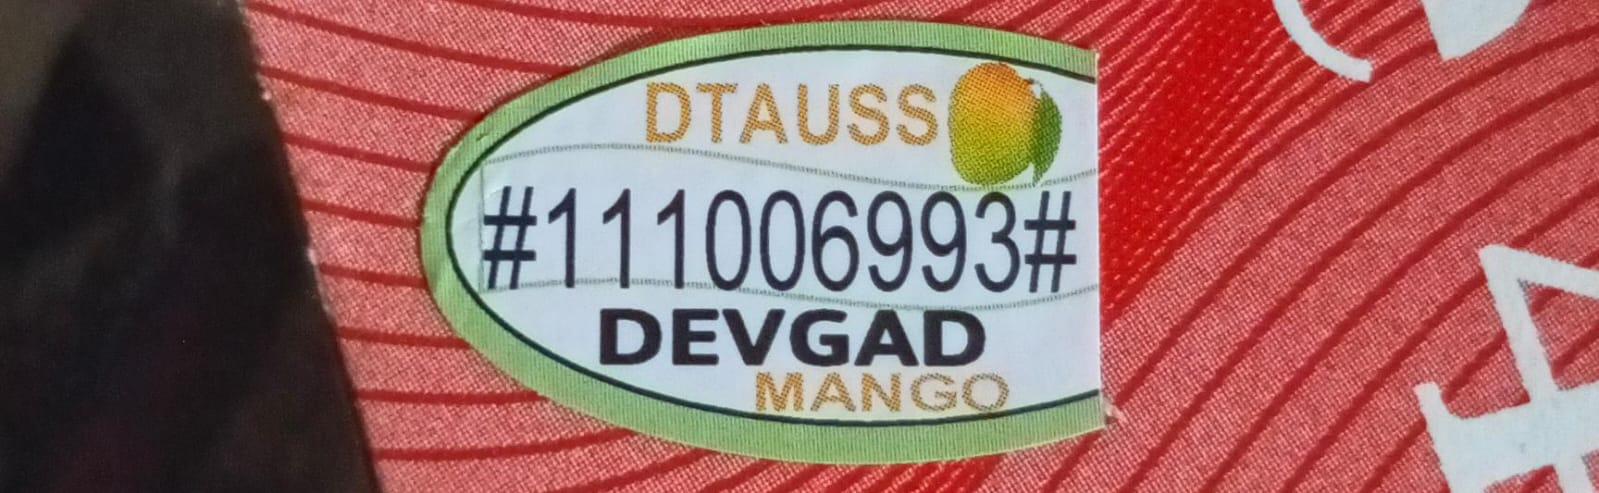 DTAUSS
#111006993#
DEVGAD
MANGO